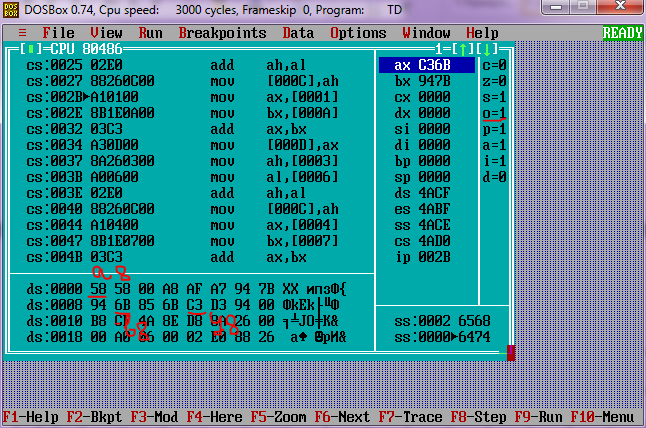 DOS BOX DOSBox 0.74, Cpu speed: 3000 cycles, Frameskip 0, Program: TD
≡ File View Run Breakpoints Data Options Window Help READY
[▮]=CPU 80486 1=[↑][↓]
cs:0025 02E0 add ah,al ax C36B c=0
cs:0027 88260C00 mov [000C],ah bx 947B z=0
cs:002B▶A10100 mov ax,[0001] cx 0000 s=1
cs:002E 8B1E0A00 mov bx,[000A] dx 0000 o=1
cs:0032 03C3 add ax,bx si 0000 p=1
cs:0034 A30D00 mov [000D],ax di 0000 a=1
cs:0037 8A260300 mov ah,[0003] bp 0000 i=1
cs:003B A00600 mov al,[0006] sp 0000 d=0
cs:003E 02E0 add ah,al ds 4ACF
cs:0040 88260C00 mov [000C],ah es 4ABF
cs:0044 A10400 mov ax,[0004] ss 4ACE
cs:0047 8B1E0700 mov bx,[0007] cs 4AD0
cs:004B 03C3 add ax,bx ip 002B
a8
ds:0000 58 58 00 A8 AF A7 94 7B XX ипзФ{
ds:0008 94 6B 85 6B C3 D3 94 00 ФkЕk├╙Ф
ds:0010 B8 4A 8E D8 26 00 ╕╧JО╪К& ss:0002 6568
ds:0018 00 A0 06 00 02 E0 88 26 а♠ рИ& ss:0000▶6474
F1-Help F2-Bkpt F3-Mod F4-Here F5-Zoom F6-Next F7-Trace F8-Step F9-Run F10-Menu